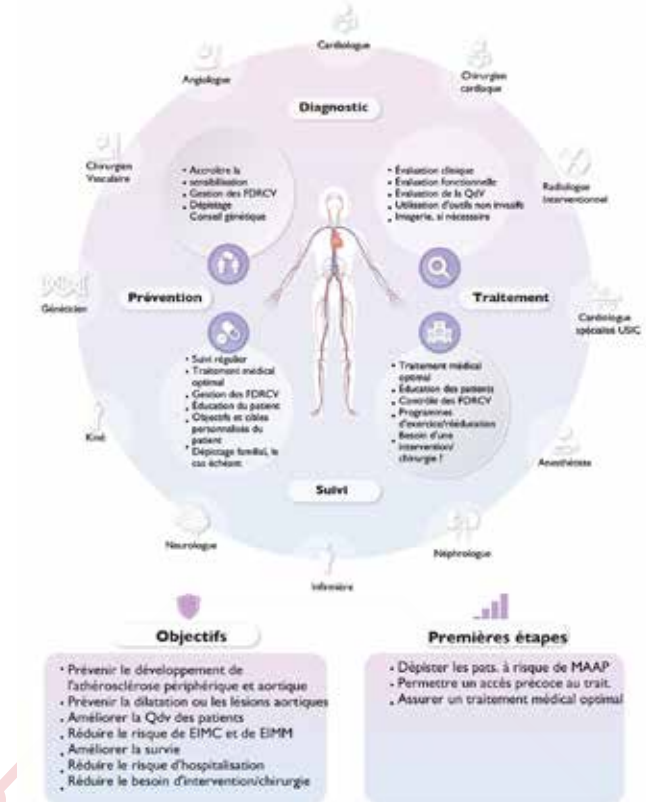 Cardiologue
Angiologue
Chirurgien
cardiaque
Diagnostic
Chirurgien
Vasculaire
• Accroître la
• sensibilisation
• Gestion des FDRCV
• Dépistage
Conseil génétique
• Évaluation clinique
• Évaluation fonctionnelle
• Évaluation de la QdV
• Utilisation d'outils non invasifs
• Imagerie, si nécessaire
Radiologue
Interventionnel
Prévention
Traitement
Généticien
Cardiologue
spécialisé USIC
• Suivi régulier
• Traitement médical
optimal
• Gestion des FDRCV
• Éducation du patient
• Objectifs et cibles
personnalisés du
• patient
• Dépistage familial, le
cas échéant
• Traitement médical
optimal
• Éducation des patients
• Contrôle des FDRCV
• Programmes
d'exercice/rééducation
• Besoin d'une
intervention/
chirurgie ?
Kiné
Anesthésiste
Suivi
Neurologue
Néphrologue
Infirmière
Objectifs
• Prévenir le développement de
l'athérosclérose périphérique et aortique
• Prévenir la dilatation ou les lésions aortiques
• Améliorer la Qdv des patients
• Réduire le risque de EIMC et de EIMM
• Améliorer la survie
• Réduire le risque d'hospitalisation
• Réduire le besoin d'intervention/chirurgie
•
Premières étapes
• Dépister les pats. à risque de MAAP
• Permettre un accès précoce au trait.
• Assurer un traitement médical optimal